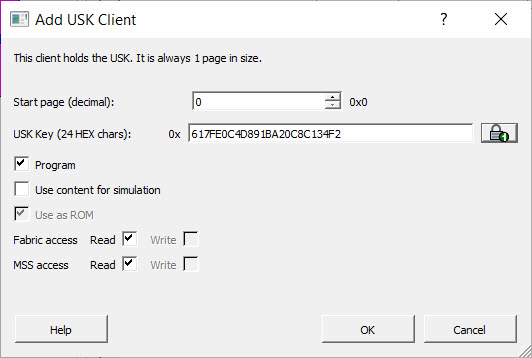 Add USK Client
This client holds the USK. It is always 1 page in size.
Start page (decimal): 0 0x0
USK Key (24 HEX chars): 0x 617FE0C4D891BA20C8C134F2
Program
Use content for simulation
Use as ROM
Fabric access Read Write
MSS access Read Write
Help OK Cancel